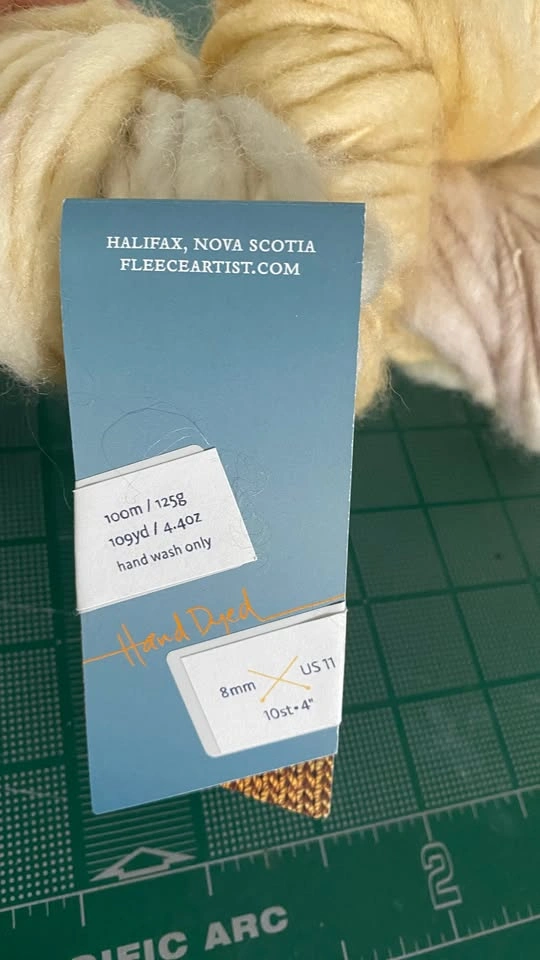 HALIFAX, NOVA SCOTIA
FLEECEARTIST.COM
100m / 125g
109yd / 4.4oz
hand wash only
Hand Dyed
8mm US 11
10st•4"
2
IFIC ARC